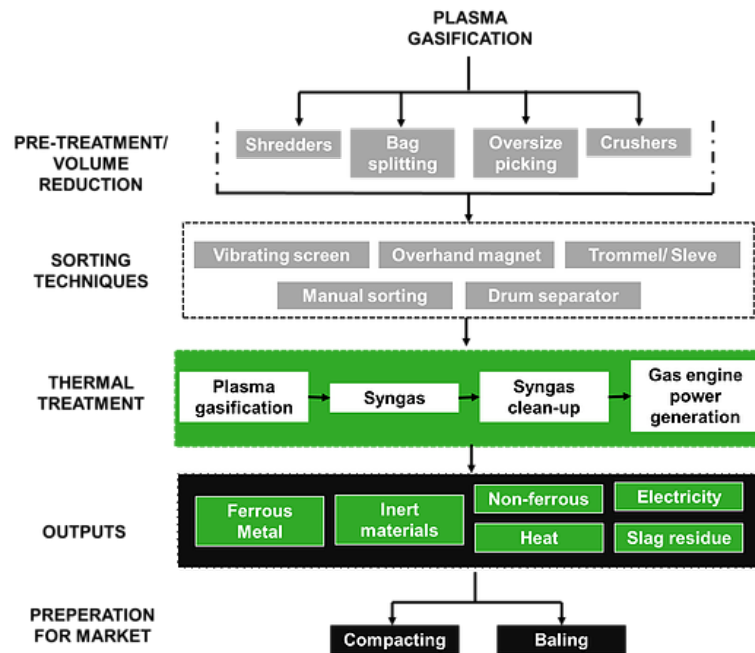 PLASMA
GASIFICATION
PRE-TREATMENT/
VOLUME
REDUCTION
Shredders
Bag
splitting
Oversize
picking
Crushers
SORTING
TECHNIQUES
Vibrating screen
Overhand magnet
Trommel/ Sleve
Manual sorting
Drum separator
THERMAL
TREATMENT
Plasma
gasification
Syngas
Syngas
clean-up
Gas engine
power
generation
OUTPUTS
Ferrous
Metal
Inert
materials
Non-ferrous
Electricity
Heat
Slag residue
PREPERATION
FOR MARKET
Compacting
Baling